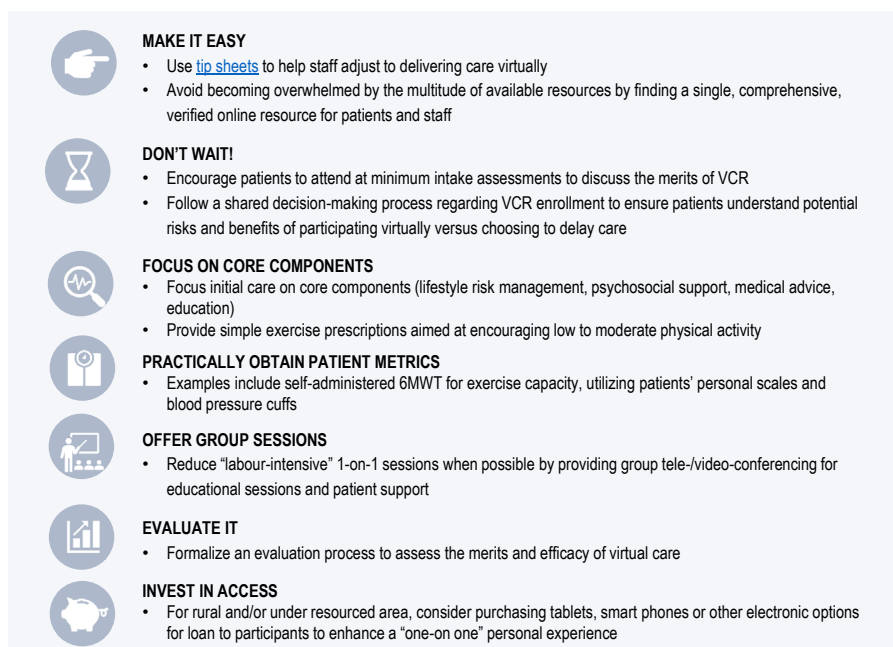 MAKE IT EASY
• Use tip sheets to help staff adjust to delivering care virtually
• Avoid becoming overwhelmed by the multitude of available resources by finding a single, comprehensive,
verified online resource for patients and staff
DON'T WAIT!
• Encourage patients to attend at minimum intake assessments to discuss the merits of VCR
• Follow a shared decision-making process regarding VCR enrollment to ensure patients understand potential
risks and benefits of participating virtually versus choosing to delay care
FOCUS ON CORE COMPONENTS
• Focus initial care on core components (lifestyle risk management, psychosocial support, medical advice,
education)
• Provide simple exercise prescriptions aimed at encouraging low to moderate physical activity
PRACTICALLY OBTAIN PATIENT METRICS
• Examples include self-administered 6MWT for exercise capacity, utilizing patients' personal scales and
blood pressure cuffs
OFFER GROUP SESSIONS
• Reduce “labour-intensive” 1-on-1 sessions when possible by providing group tele-/video-conferencing for
educational sessions and patient support
EVALUATE IT
• Formalize an evaluation process to assess the merits and efficacy of virtual care
INVEST IN ACCESS
• For rural and/or under resourced area, consider purchasing tablets, smart phones or other electronic options
for loan to participants to enhance a “one-on one” personal experience